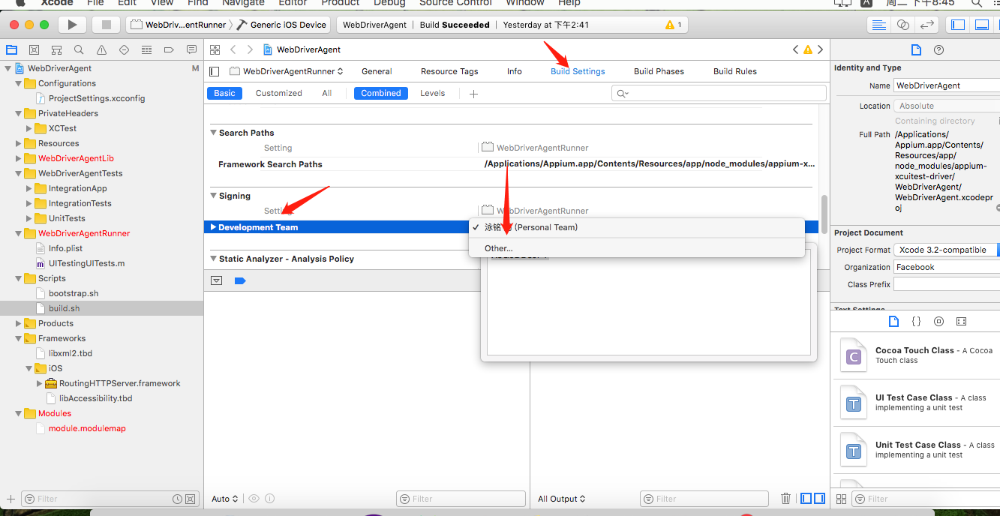 Xcode File Edit View Find Navigate Editor Product Debug Source Control Window Help A 周二 下午8:45
WebDriv...entRunner Generic iOS Device WebDriverAgent | Build Succeeded | Yesterday at 下午2:41 1
WebDriverAgent
WebDriverAgent M
Configurations
ProjectSettings.xcconfig
PrivateHeaders
XCTest
Resources
WebDriverAgentLib
WebDriverAgentTests
IntegrationApp
IntegrationTests
UnitTests
WebDriverAgentRunner
Info.plist
m UITestingUITests.m
Scripts
bootstrap.sh
build.sh
Products
Frameworks
libxml2.tbd
iOS
RoutingHTTPServer.framework
libAccessibility.tbd
Modules
module.modulemap
Filter
WebDriverAgentRunner General Resource Tags Info Build Settings Build Phases Build Rules
Basic Customized All Combined Levels
Search Paths
Setting WebDriverAgentRunner
Framework Search Paths /Applications/Appium.app/Contents/Resources/app/node_modules/appium-x...
Signing
WebDriverAgentRunner
Development Team
(Personal Team)
Other...
Static Analyzer - Analysis Policy
Auto Filter All Output Filter
Identity and Type
Name WebDriverAgent
Location Absolute
Containing directory
Full Path /Applications/
Appium.app/Contents/
Resources/app/
node_modules/appium-
xcuitest-driver/
WebDriverAgent/
WebDriverAgent.xcodepr
oj
Project Document
Project Format Xcode 3.2-compatible
Organization Facebook
Class Prefix
Text Settings
{ }
C
Cocoa Touch Class - A Cocoa
Touch class
T
UI Test Case Class - A class
implementing a unit test
T
Unit Test Case Class - A class
implementing a unit test
Filter